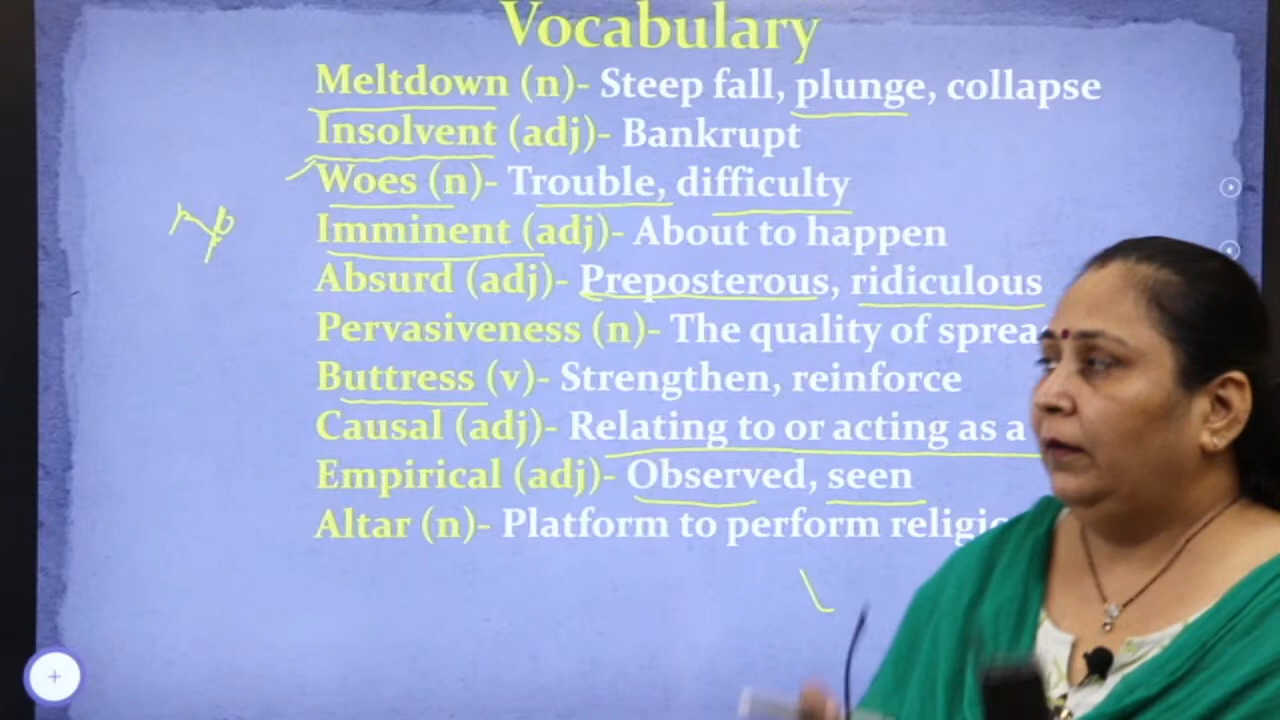 Vocabulary
Meltdown (n)- Steep fall, plunge, collapse
Insolvent (adj)- Bankrupt
Woes (n)- Trouble, difficulty
Imminent (adj)- About to happen
Absurd (adj)- Preposterous, ridiculous
Pervasiveness (n)- The quality of
Buttress (v)- Strengthen, reinforce
Causal (adj)- Relating to or acting as a
Empirical (adj)- Observed, seen
Altar (n)- Platform to perform